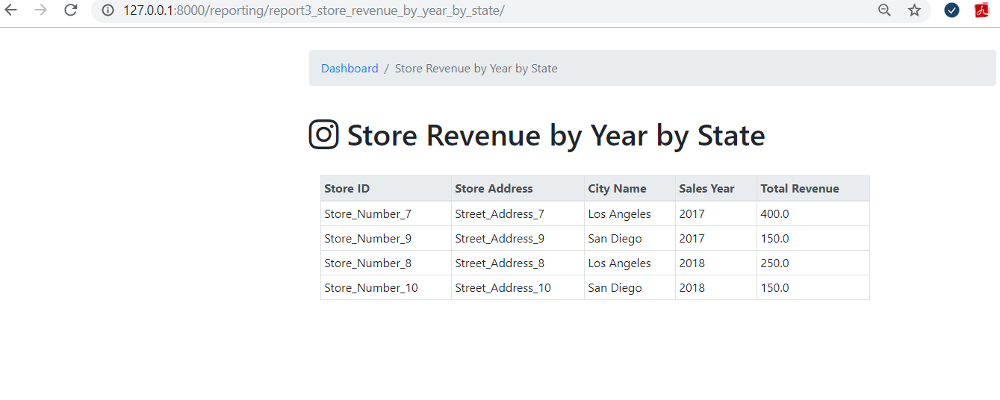 127.0.0.1:8000/reporting/report3_store_revenue_by_year_by_state/
Dashboard / Store Revenue by Year by State
Store Revenue by Year by State
Store ID Store Address City Name Sales Year Total Revenue
Store_Number_7 Street_Address_7 Los Angeles 2017 400.0
Store_Number_9 Street_Address_9 San Diego 2017 150.0
Store_Number_8 Street_Address_8 Los Angeles 2018 250.0
Store_Number_10 Street_Address_10 San Diego 2018 150.0